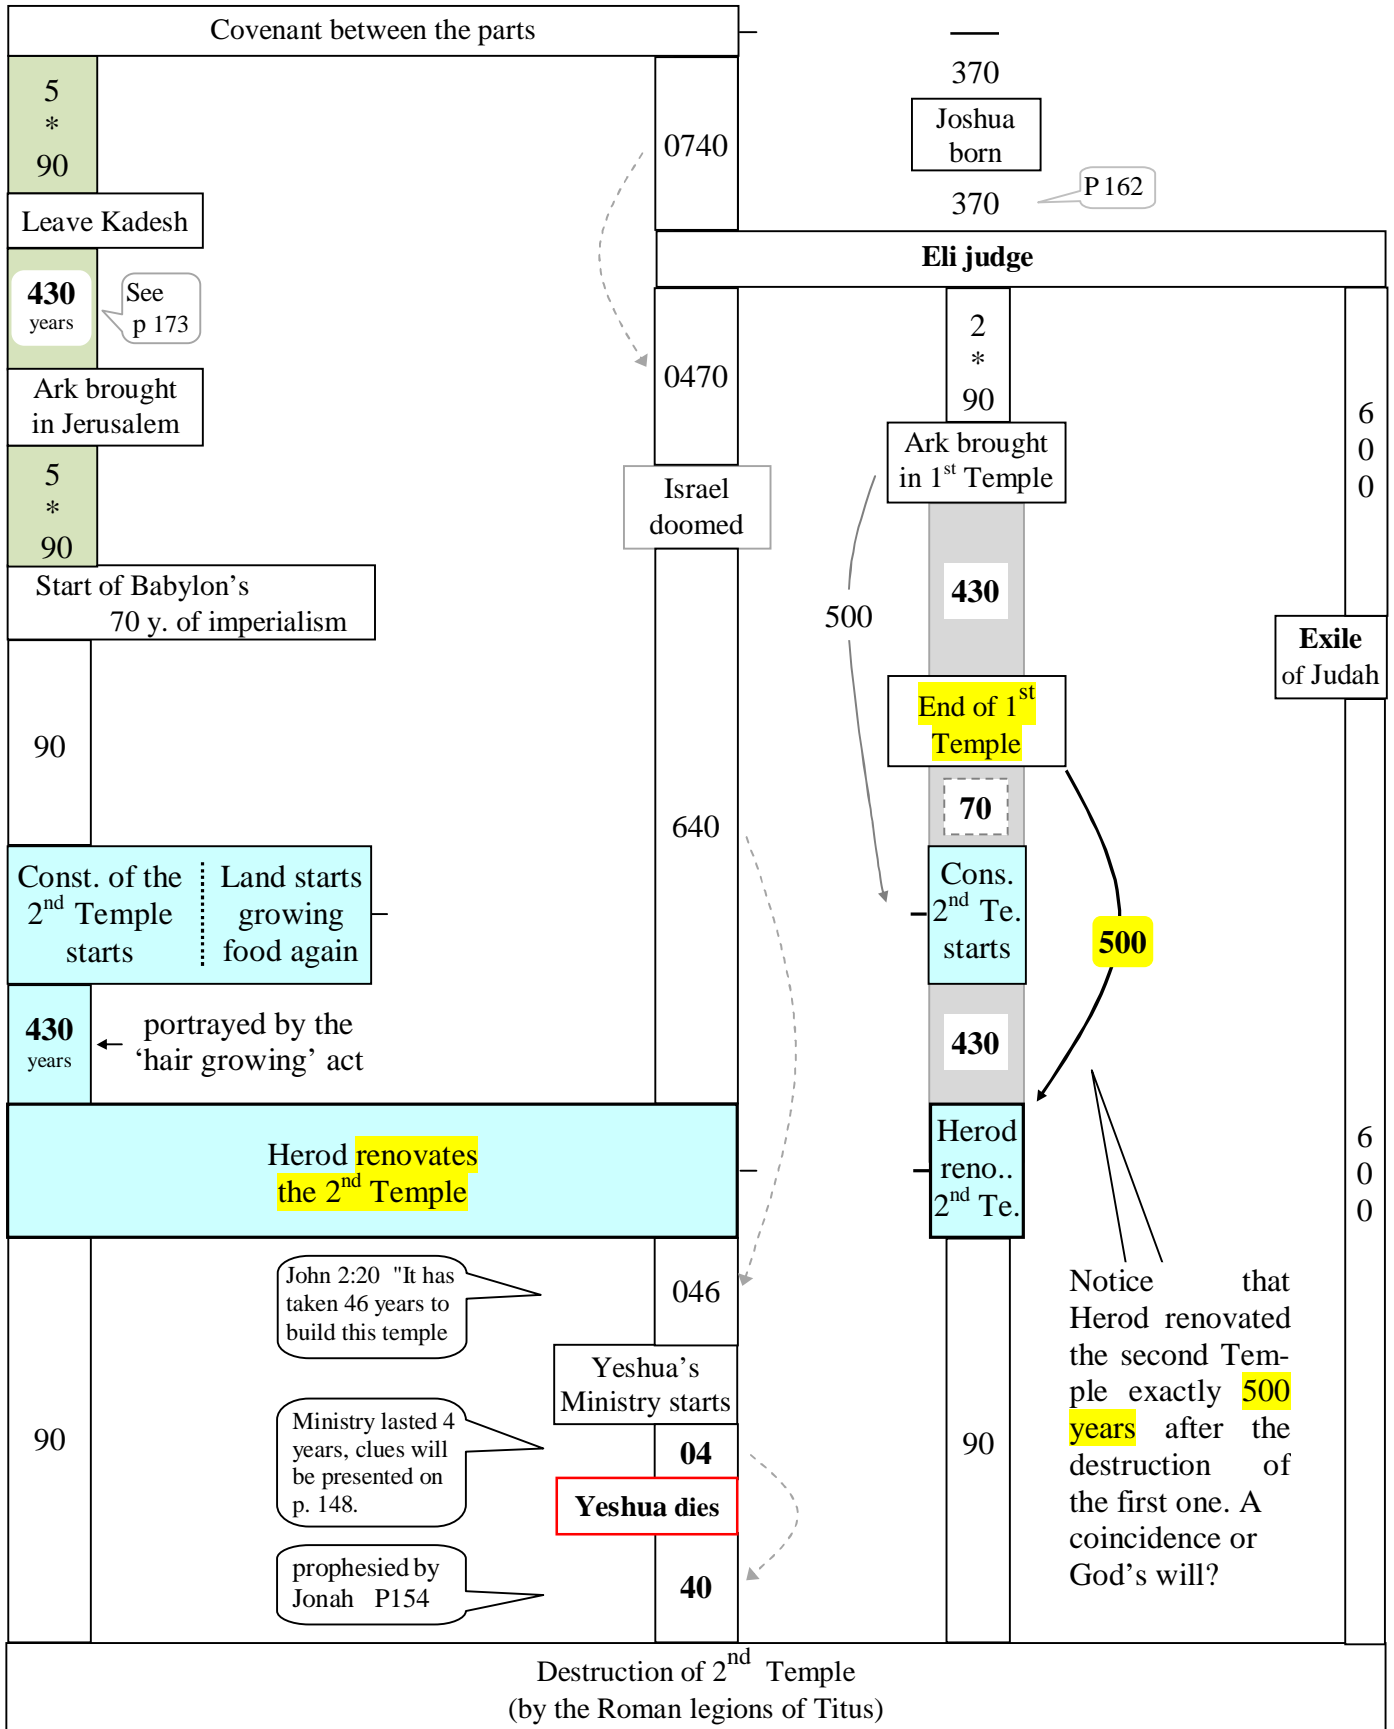 Covenant between the parts
5
*
90
Leave Kadesh
430
years
See
p 173
Ark brought
in Jerusalem
5
*
90
Start of Babylon's
70 y. of imperialism
90
Const. of the
2nd Temple
starts
Land starts
growing
food again
430
years
portrayed by the
‘hair growing’ act
0740
370
Joshua
born
370
P 162
Eli judge
0470
Israel
doomed
640
2
*
90
Ark brought
in 1st Temple
500
430
End of 1st
Temple
70
Cons.
2nd Te.
starts
500
430
6
0
0
Exile
of Judah
6
0
0
Herod renovates
the 2nd Temple
Herod
reno..
2nd Te.
90
John 2:20 "It has
taken 46 years to
build this temple
046
Yeshua’s
Ministry starts
Ministry lasted 4
years, clues will
be presented on
p. 148.
04
Yeshua dies
prophesied by
Jonah P154
40
90
Notice that
Herod renovated
the second Tem-
ple exactly 500
years after the
destruction of
the first one. A
coincidence or
God’s will?
Destruction of 2nd Temple
(by the Roman legions of Titus)